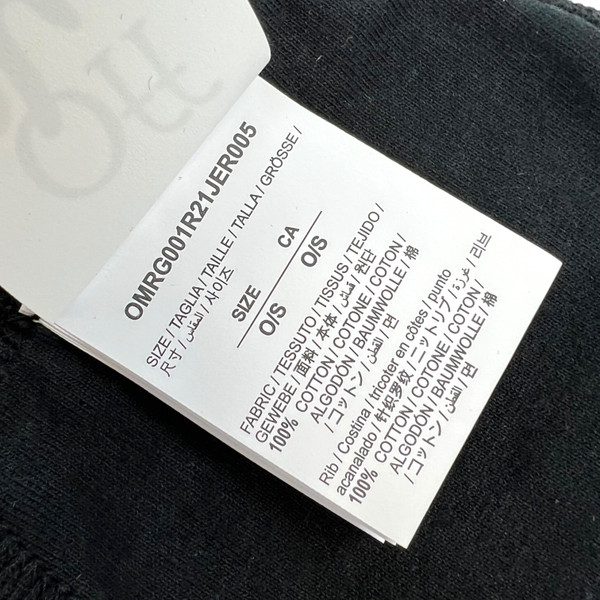 Off
OMRG001R21JER005
SIZE / TAGLIA / TAILLE / TALLA / GRÖSSE /
尺寸 / المقاس / 사이즈
SIZE CA
O/S O/S
FABRIC / TESSUTO / TISSUS / TEJIDO /
GEWEBE / 面料 / 本体 / قماش / 원단
100% COTTON / COTONE / COTON /
ALGODÓN / BAUMWOLLE / 棉
/ コットン / القطن / 면
Rib / Costina / tricoter en côtes / punto
acanalado / 针织罗纹 / ニットリブ / غرزة / 리브
100% COTTON / COTONE / COTON /
ALGODÓN / BAUMWOLLE / 棉
/ コットン / القطن / 면